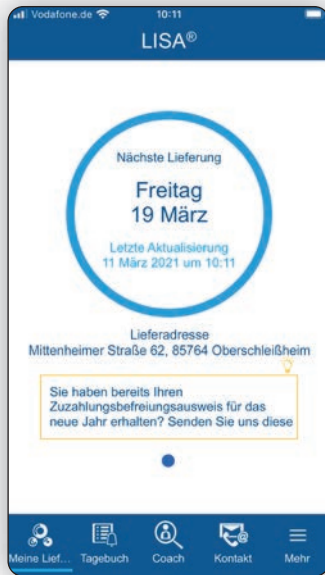 Vodafone.de 10:11
LISA®
Nächste Lieferung
Freitag
19 März
Letzte Aktualisierung
11 März 2021 um 10:11
Lieferadresse
Mittenheimer Straße 62, 85764 Oberschleißheim
Sie haben bereits Ihren
Zuzahlungsbefreiungsausweis für das
neue Jahr erhalten? Senden Sie uns diese
Meine Lief... Tagebuch Coach Kontakt Mehr